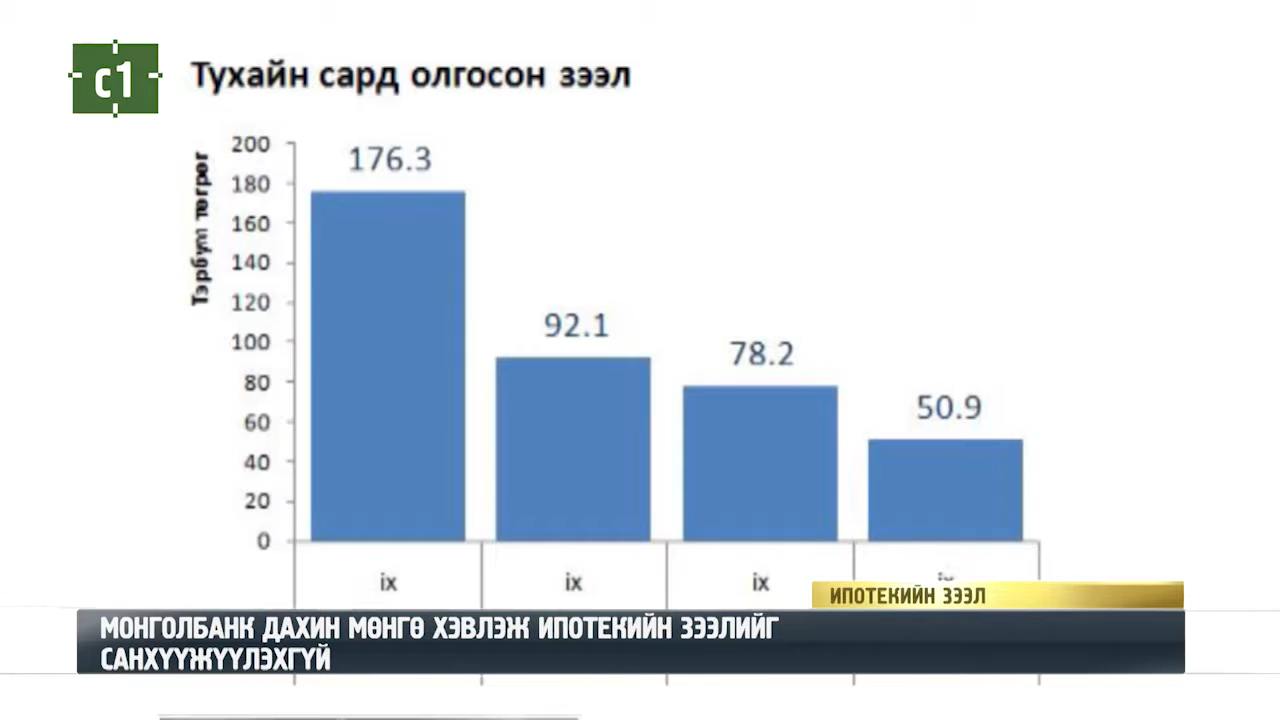 c1
Тухайн сард олгосон зээл
Тэрбум төгрөг
200
180
160
140
120
100
80
60
40
20
0
176.3
92.1
78.2
50.9
ix
ix
ix
ИПОТЕКИЙН ЗЭЭЛ
МОНГОЛБАНК ДАХИН МӨНГӨ ХЭВЛЭЖ ИПОТЕКИЙН ЗЭЭЛИЙГ
САНХҮҮЖҮҮЛЭХГҮЙ